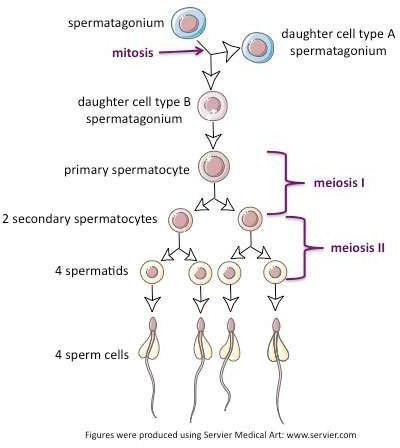 spermatagonium
daughter cell type A
spermatagonium
mitosis
daughter cell type B
spermatagonium
primary spermatocyte
meiosis I
2 secondary spermatocytes
meiosis II
4 spermatids
4 sperm cells
Figures were produced using Servier Medical Art: www.servier.com